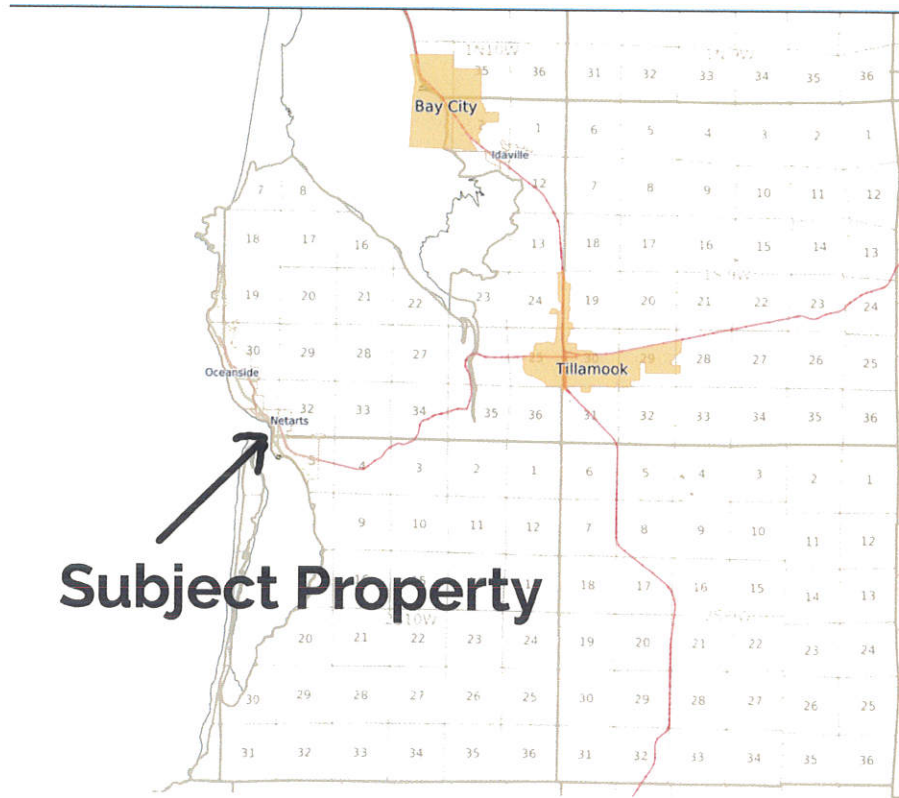 1N10W
35 36 31 32 33 34 35 36
Bay City
1 6 5 4 3 2 1
Idaville
7 8 12 7 8 9 10 11 12
18 17 16 13 18 17 16 15 14 13
19 20 21 22 23 24 19 20 21 22 23 24
30 29 28 27 25 30 29 28 27 26 25
Oceanside
Tillamook
32 33 34 35 36 31 32 33 34 35 36
Netarts
5 4 3 2 1 6 5 4 3 2 1
9 10 11 12 7 8 9 10 11 12
Subject Property
18 17 16 15 14 13
20 21 22 23 24 19 20 21 22 23 24
30 29 28 27 26 25 30 29 28 27 26 25
31 32 33 34 35 36 31 32 33 34 35 36